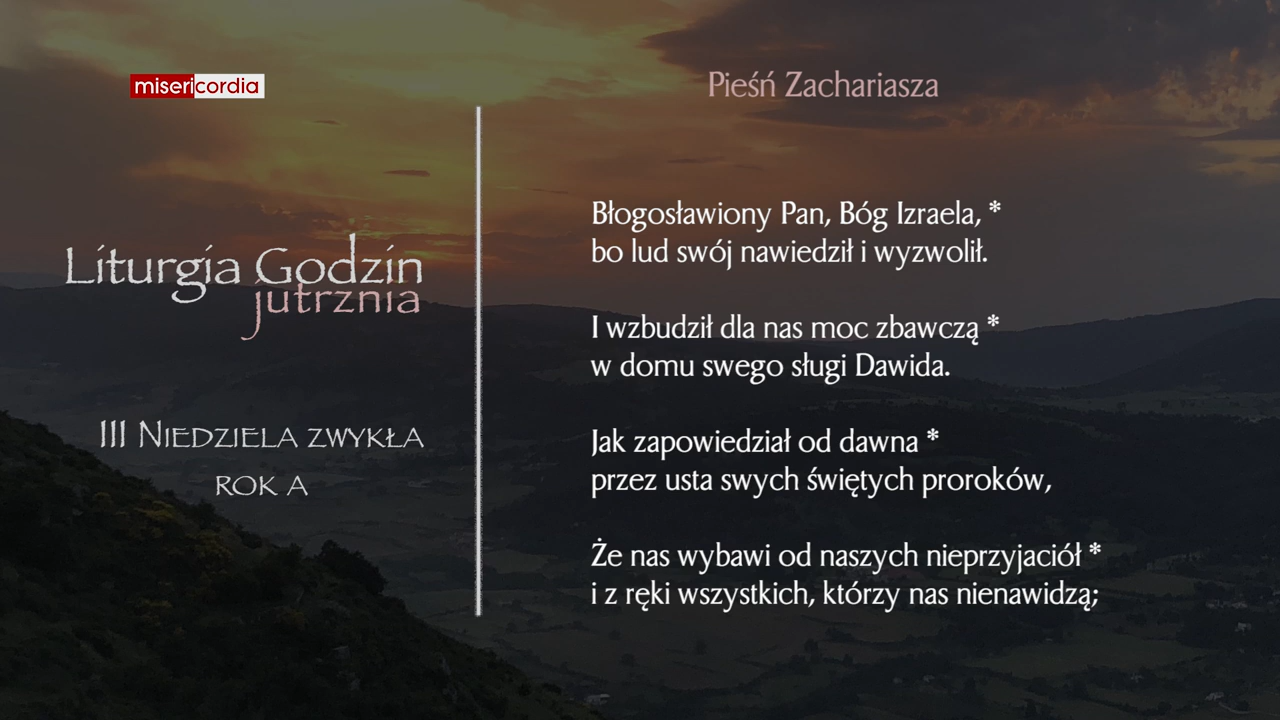 misericordia
Liturgia Godzin
jutrznia
III Niedziela zwykła
rok A
Pieśń Zachariasza
Błogosławiony Pan, Bóg Izraela, *
bo lud swój nawiedził i wyzwolił.
I wzbudził dla nas moc zbawczą *
w domu swego sługi Dawida.
Jak zapowiedział od dawna *
przez usta swych świętych proroków,
Że nas wybawi od naszych nieprzyjaciół *
i z ręki wszystkich, którzy nas nienawidzą;